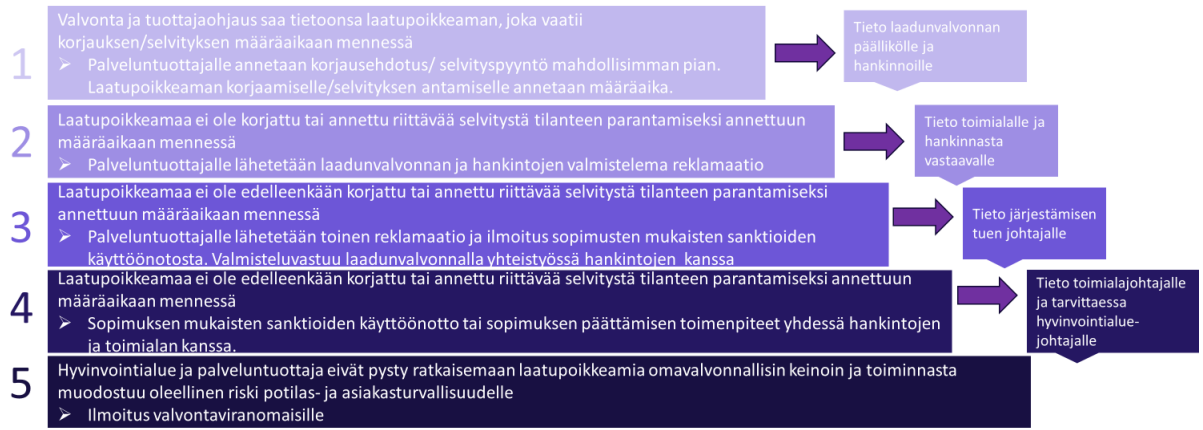 1
Valvonta ja tuottajaohjaus saa tietoonsa laatupoikkeaman, joka vaatii
korjauksen/selvityksen määräaikaan mennessä
➢ Palveluntuottajalle annetaan korjausehdotus/ selvityspyyntö mahdollisimman pian.
Laatupoikkeaman korjaamiselle/selvityksen antamiselle annetaan määräaika.
Tieto laadunvalvonnan
päällikölle ja
hankinnoille
2
Laatupoikkeamaa ei ole korjattu tai annettu riittävää selvitystä tilanteen parantamiseksi annettuun
määräaikaan mennessä
➢ Palveluntuottajalle lähetetään laadunvalvonnan ja hankintojen valmistelema reklamaatio
Tieto toimialalle ja
hankinnasta
vastaavalle
3
Laatupoikkeamaa ei ole edelleenkään korjattu tai annettu riittävää selvitystä tilanteen parantamiseksi
annettuun määräaikaan mennessä
➢ Palveluntuottajalle lähetetään toinen reklamaatio ja ilmoitus sopimusten mukaisten sanktioiden
käyttöönotosta. Valmisteluvastuu laadunvalvonnalla yhteistyössä hankintojen kanssa
Tieto järjestämisen
tuen johtajalle
4
Laatupoikkeamaa ei ole edelleenkään korjattu tai annettu riittävää selvitystä tilanteen parantamiseksi annettuun
määräaikaan mennessä
➢ Sopimuksen mukaisten sanktioiden käyttöönotto tai sopimuksen päättämisen toimenpiteet yhdessä hankintojen
ja toimialan kanssa.
Tieto toimialajohtajalle
ja tarvittaessa
hyvinvointialue-
johtajalle
5
Hyvinvointialue ja palveluntuottaja eivät pysty ratkaisemaan laatupoikkeamia omavalvonnallisin keinoin ja toiminnasta
muodostuu oleellinen riski potilas- ja asiakasturvallisuudelle
➢ Ilmoitus valvontaviranomaisille